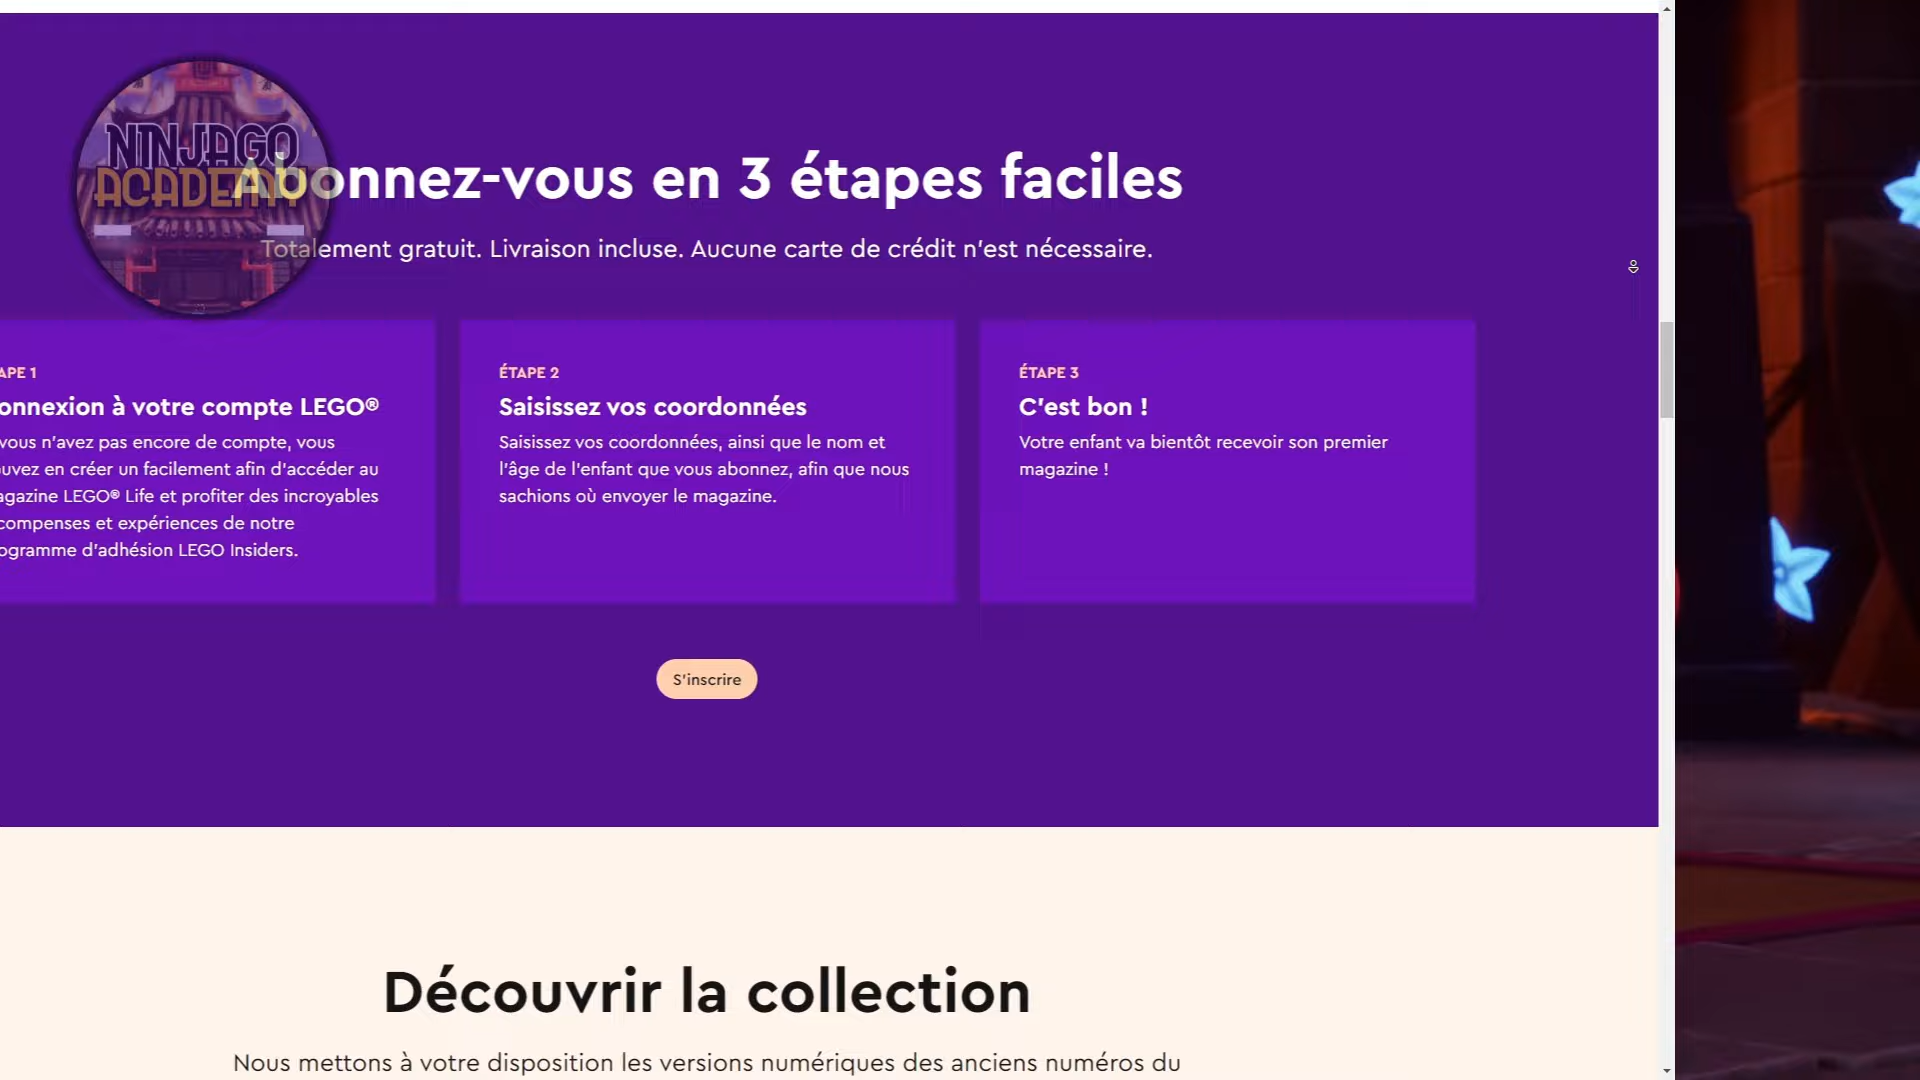 NINJAGO
ACADEMY
Abonnez-vous en 3 étapes faciles
Totalement gratuit. Livraison incluse. Aucune carte de crédit n'est nécessaire.
APE 1
onnexion à votre compte LEGO®
vous n'avez pas encore de compte, vous
uvez en créer un facilement afin d'accéder au
agazine LEGO® Life et profiter des incroyables
compenses et expériences de notre
ogramme d'adhésion LEGO Insiders.
ÉTAPE 2
Saisissez vos coordonnées
Saisissez vos coordonnées, ainsi que le nom et
l'âge de l'enfant que vous abonnez, afin que nous
sachions où envoyer le magazine.
ÉTAPE 3
C'est bon !
Votre enfant va bientôt recevoir son premier
magazine !
S'inscrire
Découvrir la collection
Nous mettons à votre disposition les versions numériques des anciens numéros du